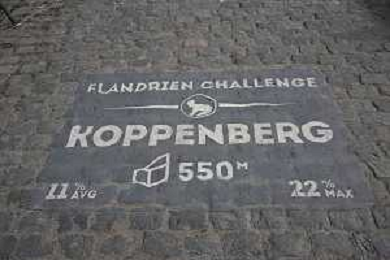 FLANDRIEN CHALLENGE
KOPPENBERG
550M
11% AVG
22% MAX